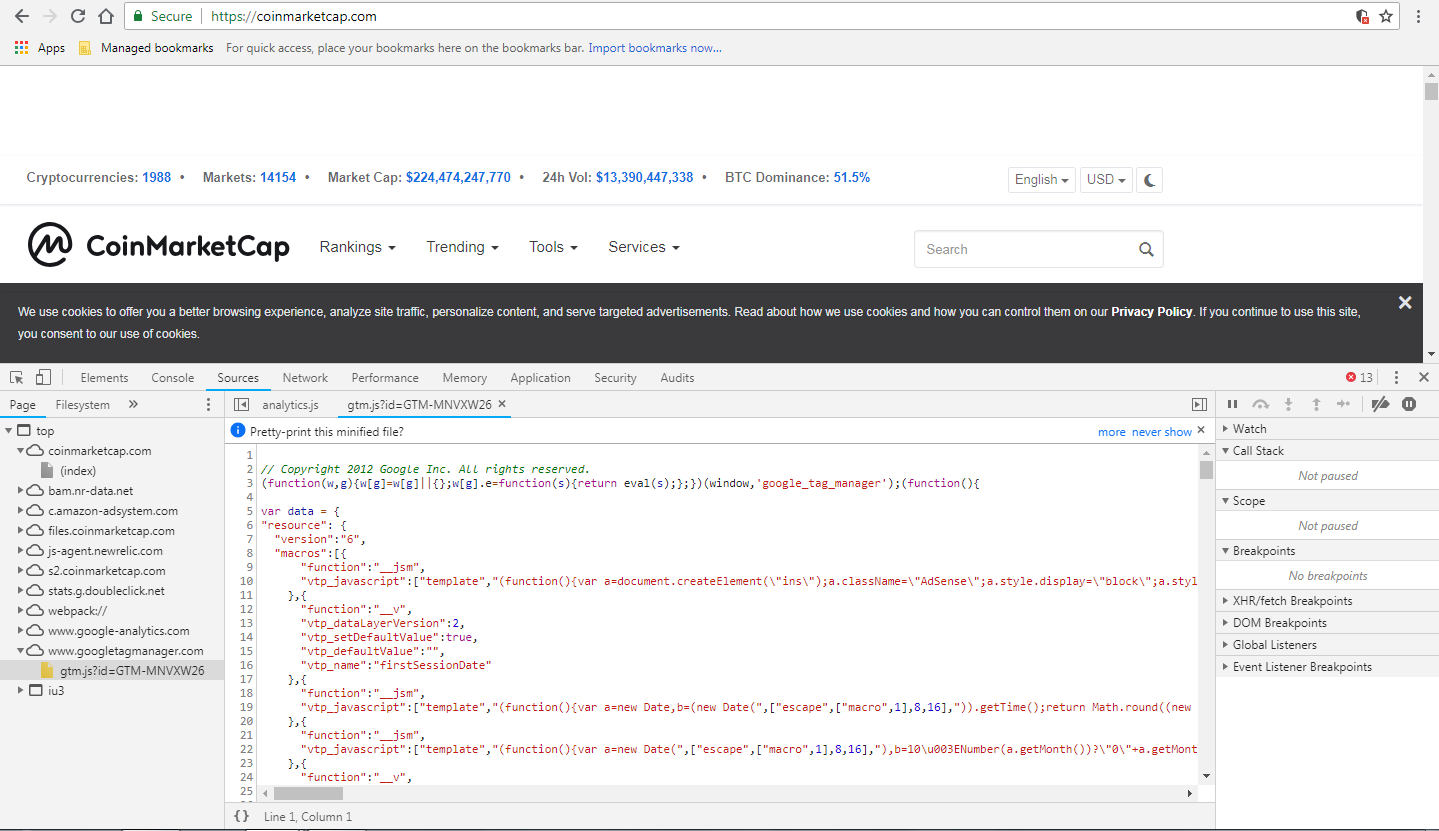 Secure https://coinmarketcap.com
Apps Managed bookmarks For quick access, place your bookmarks here on the bookmarks bar. Import bookmarks now...
Cryptocurrencies: 1988 • Markets: 14154 • Market Cap: $224,474,247,770 • 24h Vol: $13,390,447,338 • BTC Dominance: 51.5%
English USD
CoinMarketCap Rankings Trending Tools Services Search
We use cookies to offer you a better browsing experience, analyze site traffic, personalize content, and serve targeted advertisements. Read about how we use cookies and how you can control them on our Privacy Policy. If you continue to use this site,
you consent to our use of cookies.
Elements Console Sources Network Performance Memory Application Security Audits 13
Page Filesystem »
top
coinmarketcap.com
(index)
bam.nr-data.net
c.amazon-adsystem.com
files.coinmarketcap.com
js-agent.newrelic.com
s2.coinmarketcap.com
stats.g.doubleclick.net
webpack://
www.google-analytics.com
www.googletagmanager.com
gtm.js?id=GTM-MNVXW26
iu3
analytics.js gtm.js?id=GTM-MNVXW26 ×
Pretty-print this minified file? more never show ×
1
2 // Copyright 2012 Google Inc. All rights reserved.
3 (function(w,g){w[g]=w[g]||{};w[g].e=function(s){return eval(s);};})(window,'google_tag_manager');(function(){
4
5 var data = {
6 "resource": {
7 "version":"6",
8 "macros":[{
9 "function":"__jsm",
10 "vtp_javascript":["template","(function(){var a=document.createElement(\"ins\");a.className=\"AdSense\";a.style.display=\"block\";a.styl
11 },{
12 "function":"__v",
13 "vtp_dataLayerVersion":2,
14 "vtp_setDefaultValue":true,
15 "vtp_defaultValue":"",
16 "vtp_name":"firstSessionDate"
17 },{
18 "function":"__jsm",
19 "vtp_javascript":["template","(function(){var a=new Date,b=(new Date(",["escape",["macro",1],8,16],")).getTime();return Math.round((new
20 },{
21 "function":"__jsm",
22 "vtp_javascript":["template","(function(){var a=new Date(",["escape",["macro",1],8,16],"),b=10\u003ENumber(a.getMonth())?\"0\"+a.getMont
23 },{
24 "function":"__v",
25
{} Line 1, Column 1
Watch
Call Stack
Not paused
Scope
Not paused
Breakpoints
No breakpoints
XHR/fetch Breakpoints
DOM Breakpoints
Global Listeners
Event Listener Breakpoints